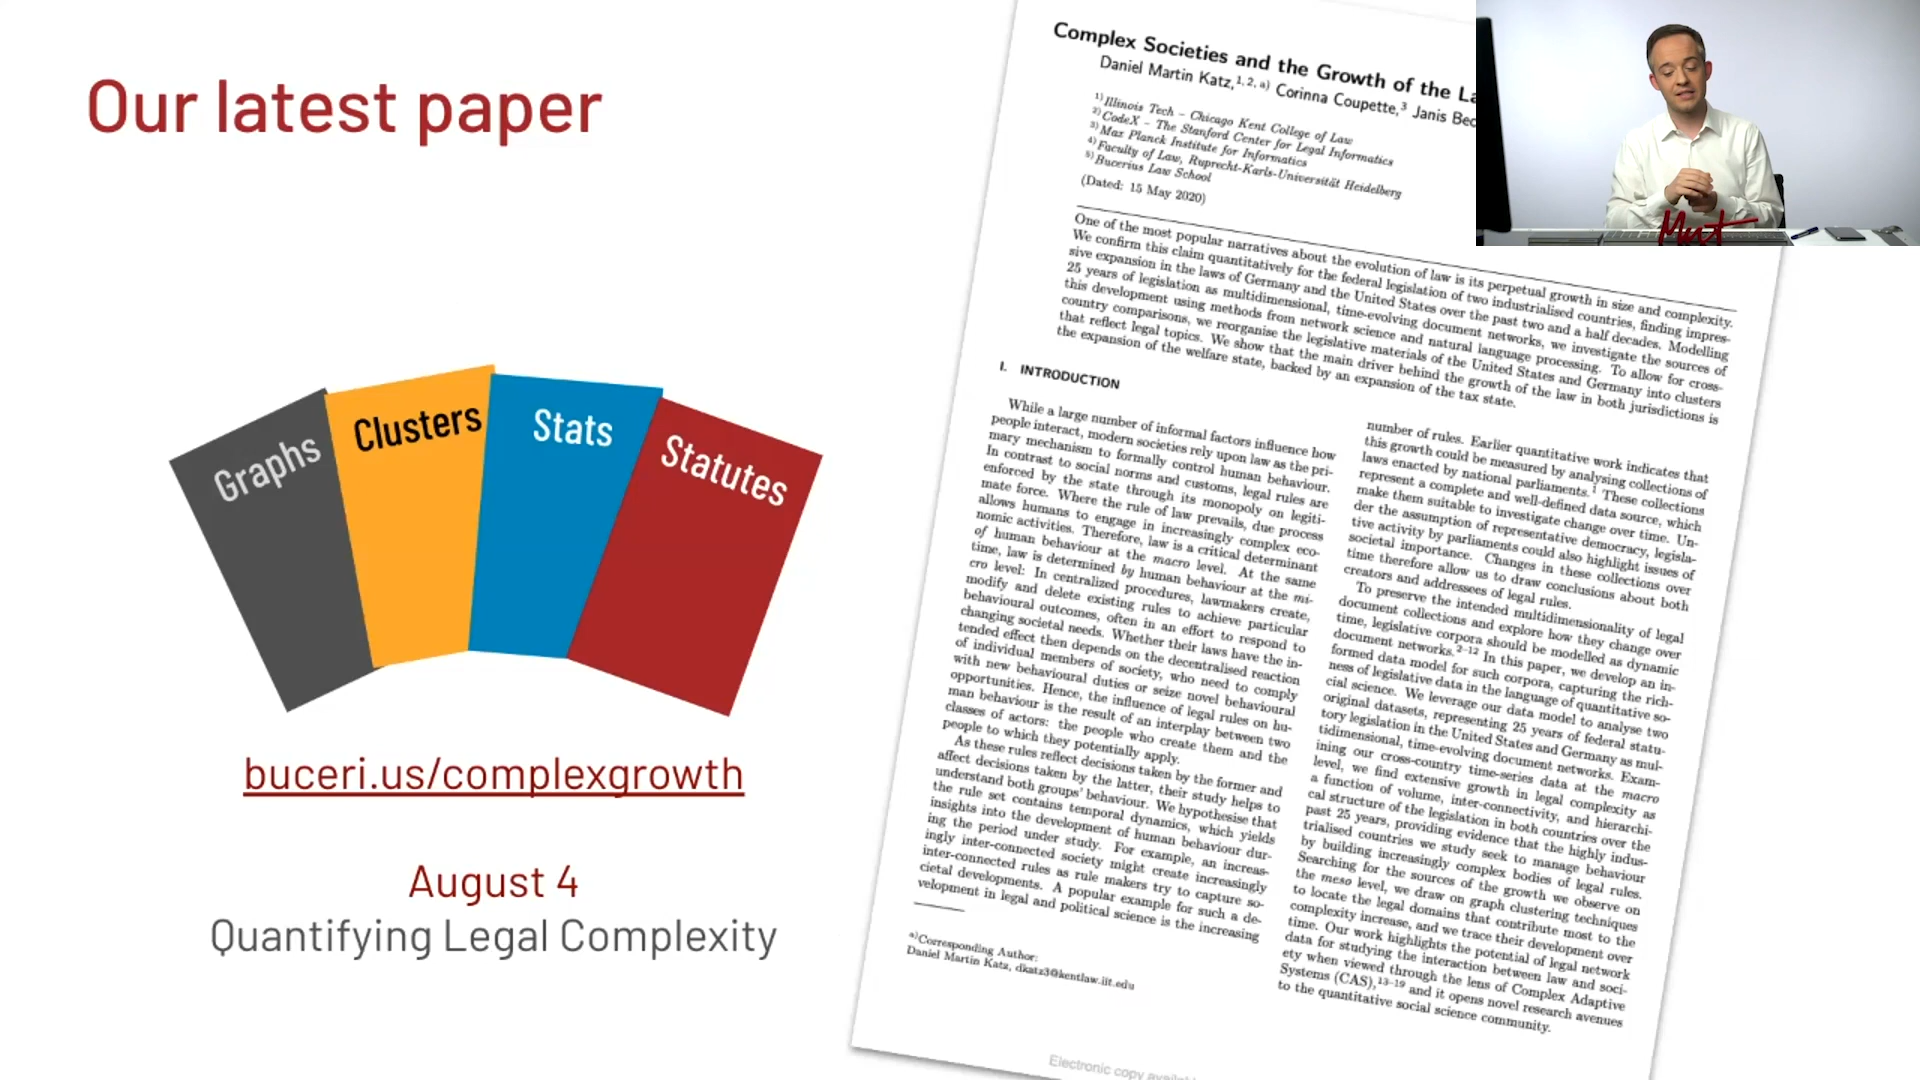 Our latest paper
Graphs
Clusters
Stats
Statutes
buceri.us/complexgrowth
August 4
Quantifying Legal Complexity
Complex Societies and the Growth of the La
Daniel Martin Katz,1, 2, a) Corinna Coupette,3 Janis Bec
1)Illinois Tech – Chicago Kent College of Law
2)CodeX – The Stanford Center for Legal Informatics
3)Max Planck Institute for Informatics
4)Faculty of Law, Ruprecht-Karls-Universität Heidelberg
5)Bucerius Law School
(Dated: 15 May 2020)
One of the most popular narratives about the evolution of law is its perpetual growth in size and complexity.
We confirm this claim quantitatively for the federal legislation of two industrialised countries, finding impres-
sive expansion in the laws of Germany and the United States over the past two and a half decades. Modelling
25 years of legislation as multidimensional, time-evolving document networks, we investigate the sources of
this development using methods from network science and natural language processing. To allow for cross-
country comparisons, we reorganise the legislative materials of the United States and Germany into clusters
that reflect legal topics. We show that the main driver behind the growth of the law in both jurisdictions is
the expansion of the welfare state, backed by an expansion of the tax state.
I. INTRODUCTION
While a large number of informal factors influence how
people interact, modern societies rely upon law as the pri-
mary mechanism to formally control human behaviour.
In contrast to social norms and customs, legal rules are
enforced by the state through its monopoly on legiti-
mate force. Where the rule of law prevails, due process
allows humans to engage in increasingly complex eco-
nomic activities. Therefore, law is a critical determinant
of human behaviour at the macro level. At the same
time, law is determined by human behaviour at the mi-
cro level: In centralized procedures, lawmakers create,
modify and delete existing rules to achieve particular
behavioural outcomes, often in an effort to respond to
changing societal needs. Whether their laws have the in-
tended effect then depends on the decentralised reaction
of individual members of society, who need to comply
with new behavioural duties or seize novel behavioural
opportunities. Hence, the influence of legal rules on hu-
man behaviour is the result of an interplay between two
classes of actors: the people who create them and the
people to which they potentially apply.
As these rules reflect decisions taken by the former and
affect decisions taken by the latter, their study helps to
understand both groups' behaviour. We hypothesise that
the rule set contains temporal dynamics, which yields
insights into the development of human behaviour dur-
ing the period under study. For example, an increas-
ingly inter-connected society might create increasingly
inter-connected rules as rule makers try to capture so-
cietal developments. A popular example for such a de-
velopment in legal and political science is the increasing
a)Corresponding Author:
Daniel Martin Katz, dkatz3@kentlaw.iit.edu
number of rules. Earlier quantitative work indicates that
this growth could be measured by analysing collections of
laws enacted by national parliaments.1 These collections
represent a complete and well-defined data source, which
make them suitable to investigate change over time. Un-
der the assumption of representative democracy, legisla-
tive activity by parliaments could also highlight issues of
societal importance. Changes in these collections over
time therefore allow us to draw conclusions about both
creators and addressees of legal rules.
To preserve the intended multidimensionality of legal
document collections and explore how they change over
time, legislative corpora should be modelled as dynamic
document networks.2–12 In this paper, we develop an in-
formed data model for such corpora, capturing the rich-
ness of legislative data in the language of quantitative so-
cial science. We leverage our data model to analyse two
original datasets, representing 25 years of federal statu-
tory legislation in the United States and Germany as mul-
tidimensional, time-evolving document networks. Exam-
ining our cross-country time-series data at the macro
level, we find extensive growth in legal complexity as
a function of volume, inter-connectivity, and hierarchi-
cal structure of the legislation in both countries over the
past 25 years, providing evidence that the highly indus-
trialised countries we study seek to manage behaviour
by building increasingly complex bodies of legal rules.
Searching for the sources of the growth we observe on
the meso level, we draw on graph clustering techniques
to locate the legal domains that contribute most to the
complexity increase, and we trace their development over
time. Our work highlights the potential of legal network
data for studying the interaction between law and soci-
ety when viewed through the lens of Complex Adaptive
Systems (CAS),13–19 and it opens novel research avenues
to the quantitative social science community.
Electronic copy availab